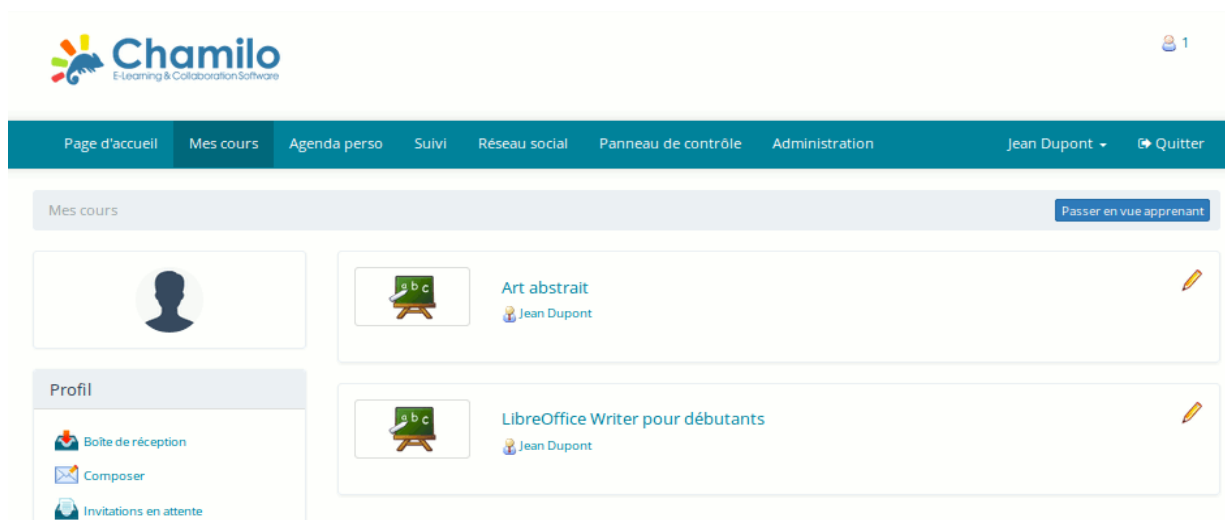 Chamilo
E-Learning & Collaboration Software
1
Page d'accueil Mes cours Agenda perso Suivi Réseau social Panneau de contrôle Administration Jean Dupont Quitter
Mes cours Passer en vue apprenant
abc
Art abstrait
Jean Dupont
Profil
abc
LibreOffice Writer pour débutants
Jean Dupont
Boîte de réception
Composer
Invitations en attente